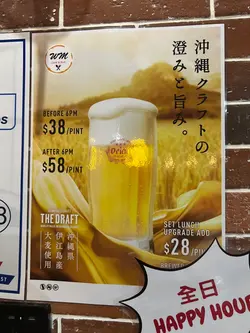 WM
沖縄クラフトの
澄みと旨み。
BEFORE 6PM
$38
/PINT
AFTER 6PM
$58
/PINT
Orion
THE DRAFT
沖縄県
伊江島産
大麦使用
SET LUNCH
UPGRADE ADD
$28
全日
HAPPY HOU